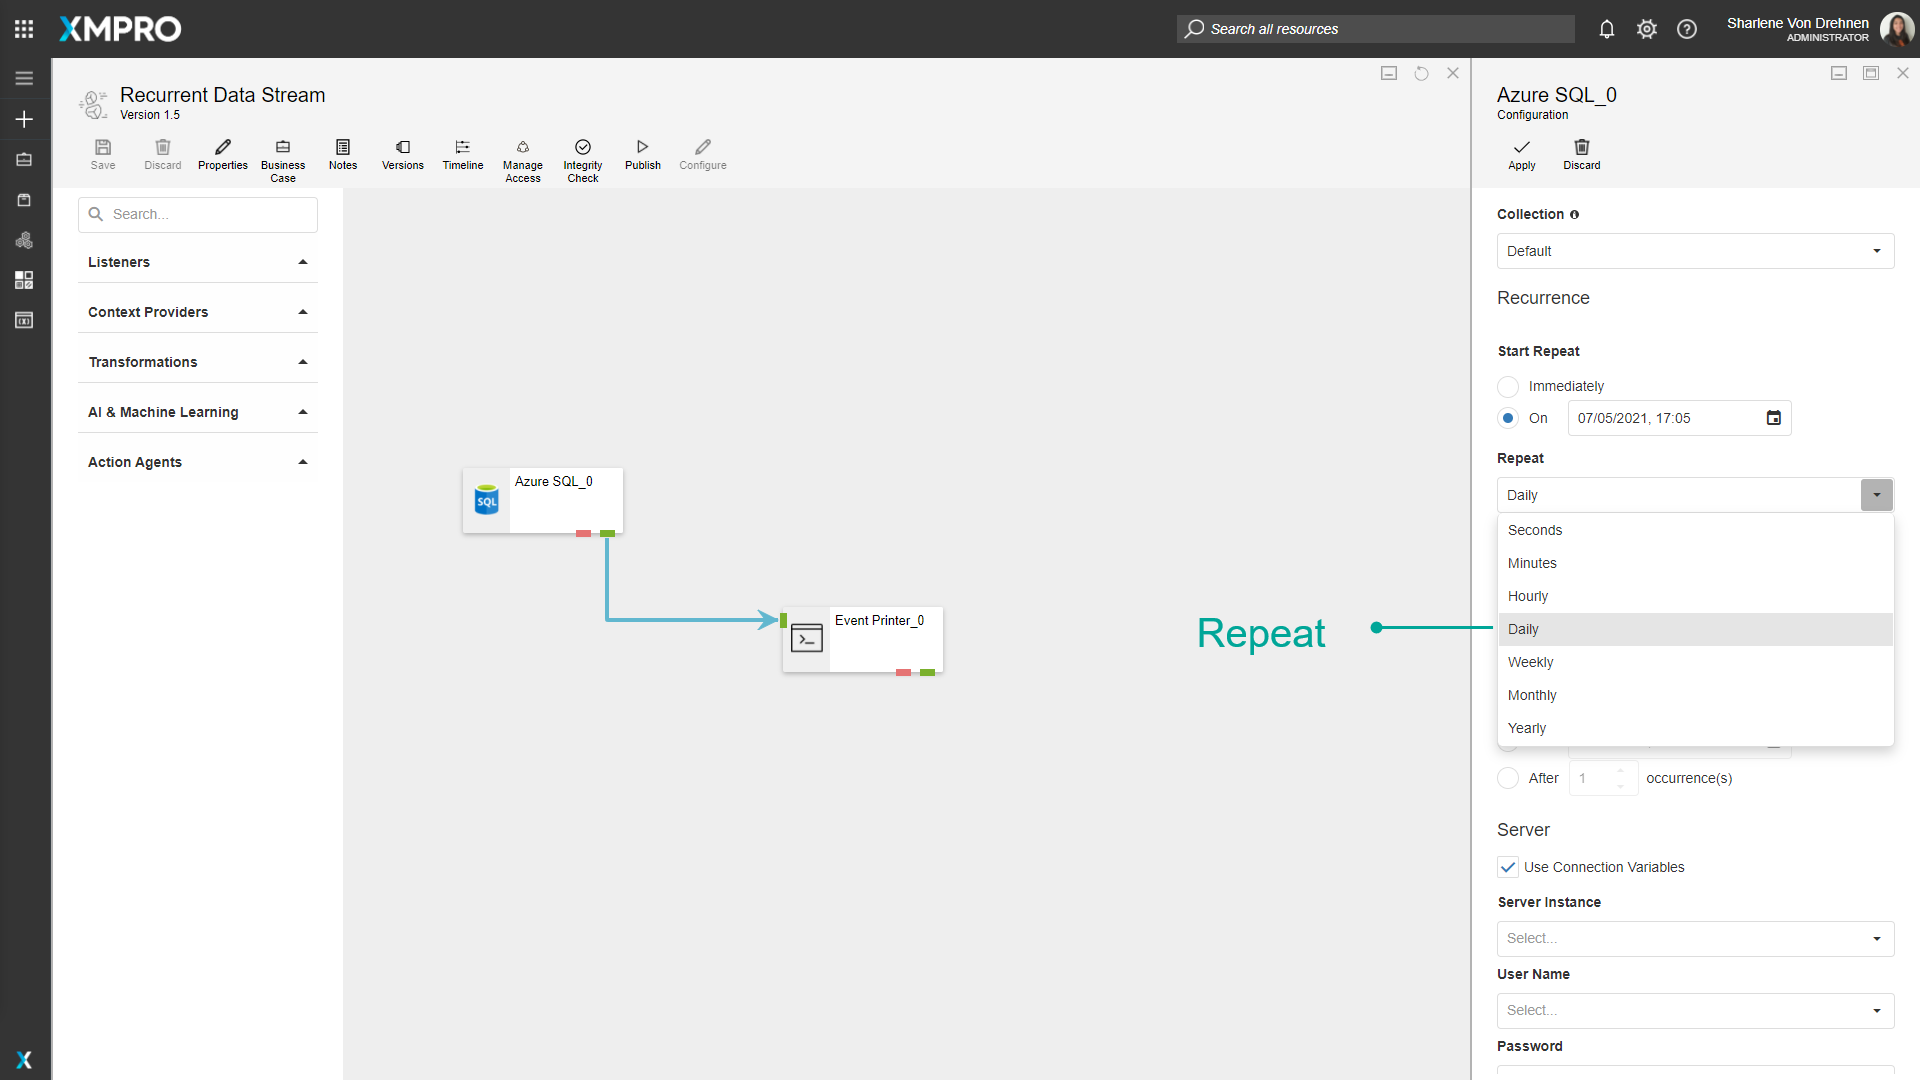 XMPRO
Search all resources
Sharlene Von Drehnen
ADMINISTRATOR
Recurrent Data Stream
Version 1.5
Save
Discard
Properties
Business
Case
Notes
Versions
Timeline
Manage
Access
Integrity
Check
Publish
Configure
Search...
Listeners
Context Providers
Transformations
AI & Machine Learning
Action Agents
SQL
Azure SQL_0
Event Printer_0
Repeat
Azure SQL_0
Configuration
Apply
Discard
Collection
Default
Recurrence
Start Repeat
Immediately
On 07/05/2021, 17:05
Repeat
Daily
Seconds
Minutes
Hourly
Daily
Weekly
Monthly
Yearly
After 1 occurrence(s)
Server
Use Connection Variables
Server Instance
Select...
User Name
Select...
Password